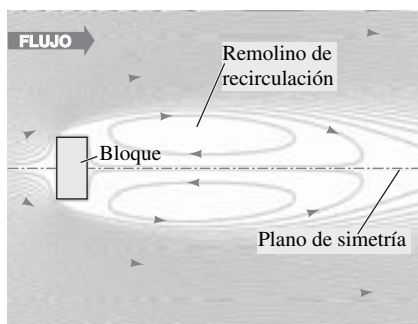 FLUJO
Remolino de
recirculación
Bloque
Plano de simetría